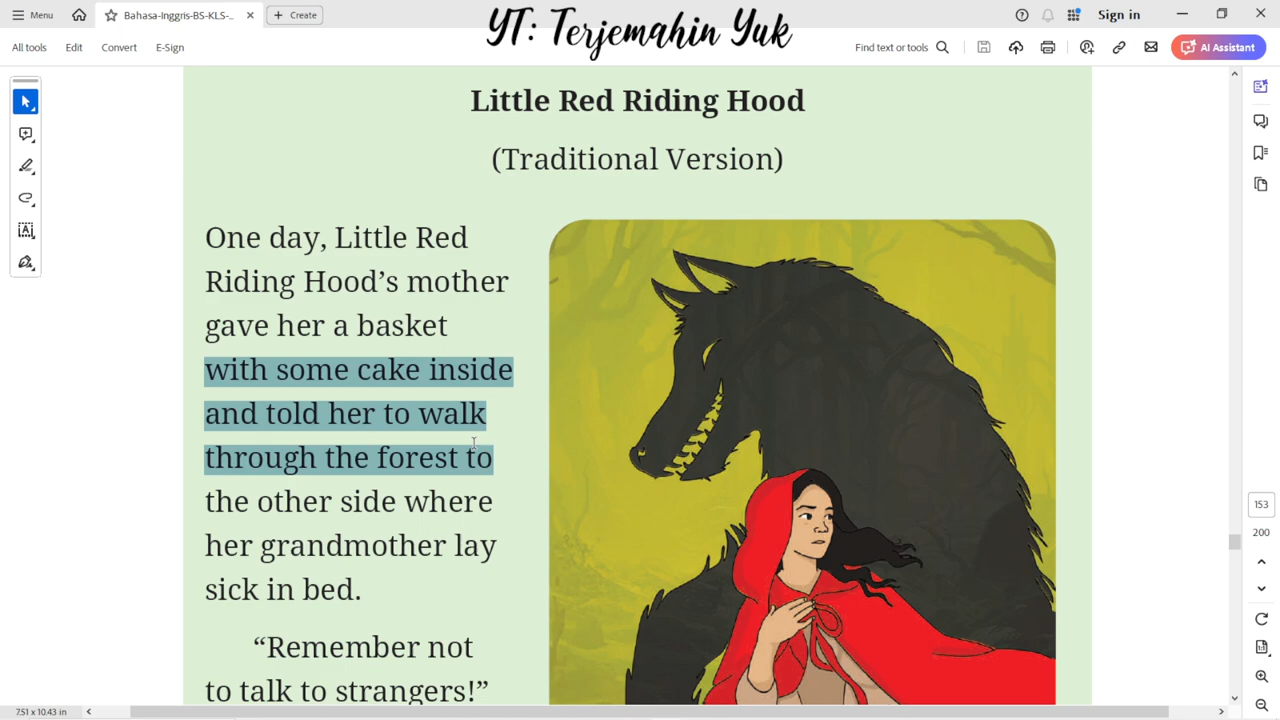 Menu
Bahasa-Inggris-BS-KLS-...
Create
YT: Terjemahin Yuk
Sign in
All tools
Edit
Convert
E-Sign
Find text or tools
AI Assistant
Little Red Riding Hood
(Traditional Version)
One day, Little Red
Riding Hood’s mother
gave her a basket
with some cake inside
and told her to walk
through the forest to
the other side where
her grandmother lay
sick in bed.
“Remember not
to talk to strangers!”
153
200
7.51 x 10.43 in